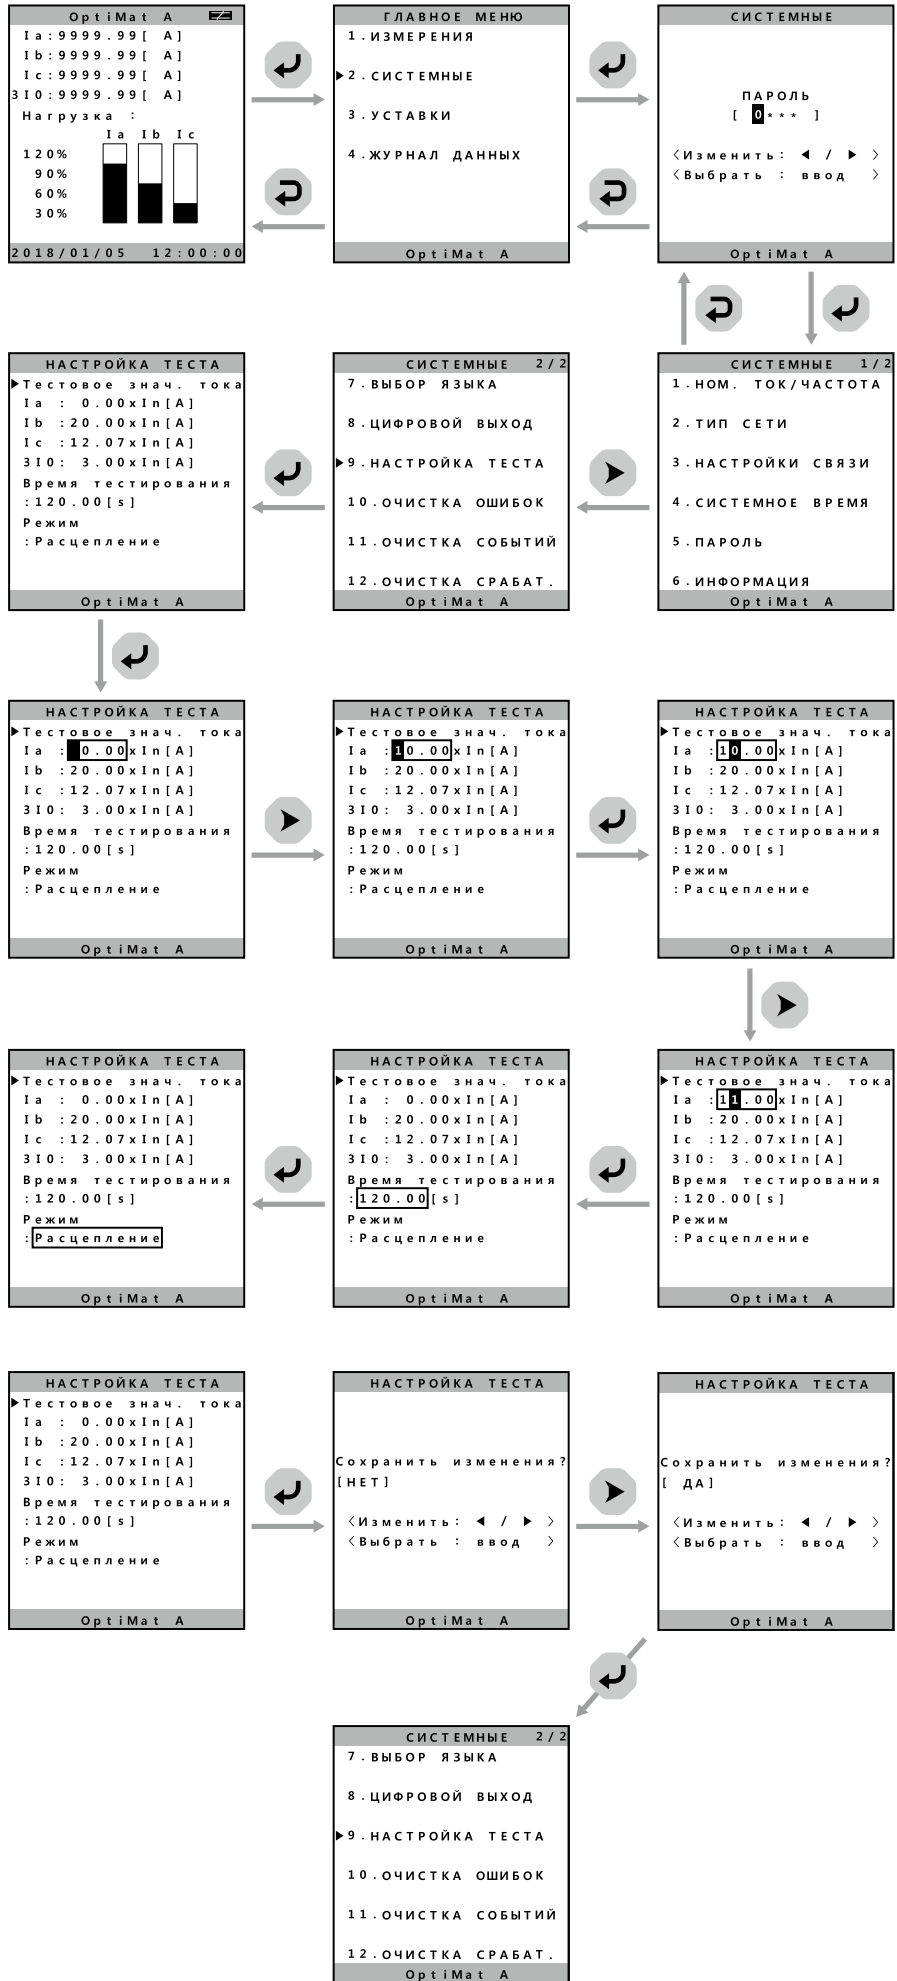 OptiMat A
Ia:9999.99[ A]
Ib:9999.99[ A]
Ic:9999.99[ A]
3I0:9999.99[ A]
Нагрузка :
Ia Ib Ic
120%
90%
60%
30%
2018/01/05 12:00:00
ГЛАВНОЕ МЕНЮ
1.ИЗМЕРЕНИЯ
▶2.СИСТЕМНЫЕ
3.УСТАВКИ
4.ЖУРНАЛ ДАННЫХ
OptiMat A
СИСТЕМНЫЕ
ПАРОЛЬ
[ 0*** ]
〈Изменить: ◀ / ▶ 〉
〈Выбрать : ввод 〉
OptiMat A
НАСТРОЙКА ТЕСТА
▶Тестовое знач. тока
Ia : 0.00xIn[A]
Ib :20.00xIn[A]
Ic :12.07xIn[A]
3I0: 3.00xIn[A]
Время тестирования
:120.00[s]
Режим
:Расцепление
OptiMat A
СИСТЕМНЫЕ 2/2
7.ВЫБОР ЯЗЫКА
8.ЦИФРОВОЙ ВЫХОД
▶9.НАСТРОЙКА ТЕСТА
10.ОЧИСТКА ОШИБОК
11.ОЧИСТКА СОБЫТИЙ
12.ОЧИСТКА СРАБАТ.
OptiMat A
СИСТЕМНЫЕ 1/2
1.НОМ. ТОК/ЧАСТОТА
2.ТИП СЕТИ
3.НАСТРОЙКИ СВЯЗИ
4.СИСТЕМНОЕ ВРЕМЯ
5.ПАРОЛЬ
6.ИНФОРМАЦИЯ
OptiMat A
НАСТРОЙКА ТЕСТА
▶Тестовое знач. тока
Ia : 0.00xIn[A]
Ib :20.00xIn[A]
Ic :12.07xIn[A]
3I0: 3.00xIn[A]
Время тестирования
:120.00[s]
Режим
:Расцепление
OptiMat A
НАСТРОЙКА ТЕСТА
▶Тестовое знач. тока
Ia :10.00xIn[A]
Ib :20.00xIn[A]
Ic :12.07xIn[A]
3I0: 3.00xIn[A]
Время тестирования
:120.00[s]
Режим
:Расцепление
OptiMat A
НАСТРОЙКА ТЕСТА
▶Тестовое знач. тока
Ia :10.00xIn[A]
Ib :20.00xIn[A]
Ic :12.07xIn[A]
3I0: 3.00xIn[A]
Время тестирования
:120.00[s]
Режим
:Расцепление
OptiMat A
НАСТРОЙКА ТЕСТА
▶Тестовое знач. тока
Ia : 0.00xIn[A]
Ib :20.00xIn[A]
Ic :12.07xIn[A]
3I0: 3.00xIn[A]
Время тестирования
:120.00[s]
Режим
:Расцепление
OptiMat A
НАСТРОЙКА ТЕСТА
▶Тестовое знач. тока
Ia : 0.00xIn[A]
Ib :20.00xIn[A]
Ic :12.07xIn[A]
3I0: 3.00xIn[A]
Время тестирования
:120.00[s]
Режим
:Расцепление
OptiMat A
НАСТРОЙКА ТЕСТА
▶Тестовое знач. тока
Ia :11.00xIn[A]
Ib :20.00xIn[A]
Ic :12.07xIn[A]
3I0: 3.00xIn[A]
Время тестирования
:120.00[s]
Режим
:Расцепление
OptiMat A
НАСТРОЙКА ТЕСТА
▶Тестовое знач. тока
Ia : 0.00xIn[A]
Ib :20.00xIn[A]
Ic :12.07xIn[A]
3I0: 3.00xIn[A]
Время тестирования
:120.00[s]
Режим
:Расцепление
OptiMat A
НАСТРОЙКА ТЕСТА
Сохранить изменения?
[НЕТ]
〈Изменить: ◀ / ▶ 〉
〈Выбрать : ввод 〉
OptiMat A
НАСТРОЙКА ТЕСТА
Сохранить изменения?
[ ДА]
〈Изменить: ◀ / ▶ 〉
〈Выбрать : ввод 〉
OptiMat A
СИСТЕМНЫЕ 2/2
7.ВЫБОР ЯЗЫКА
8.ЦИФРОВОЙ ВЫХОД
▶9.НАСТРОЙКА ТЕСТА
10.ОЧИСТКА ОШИБОК
11.ОЧИСТКА СОБЫТИЙ
12.ОЧИСТКА СРАБАТ.
OptiMat A